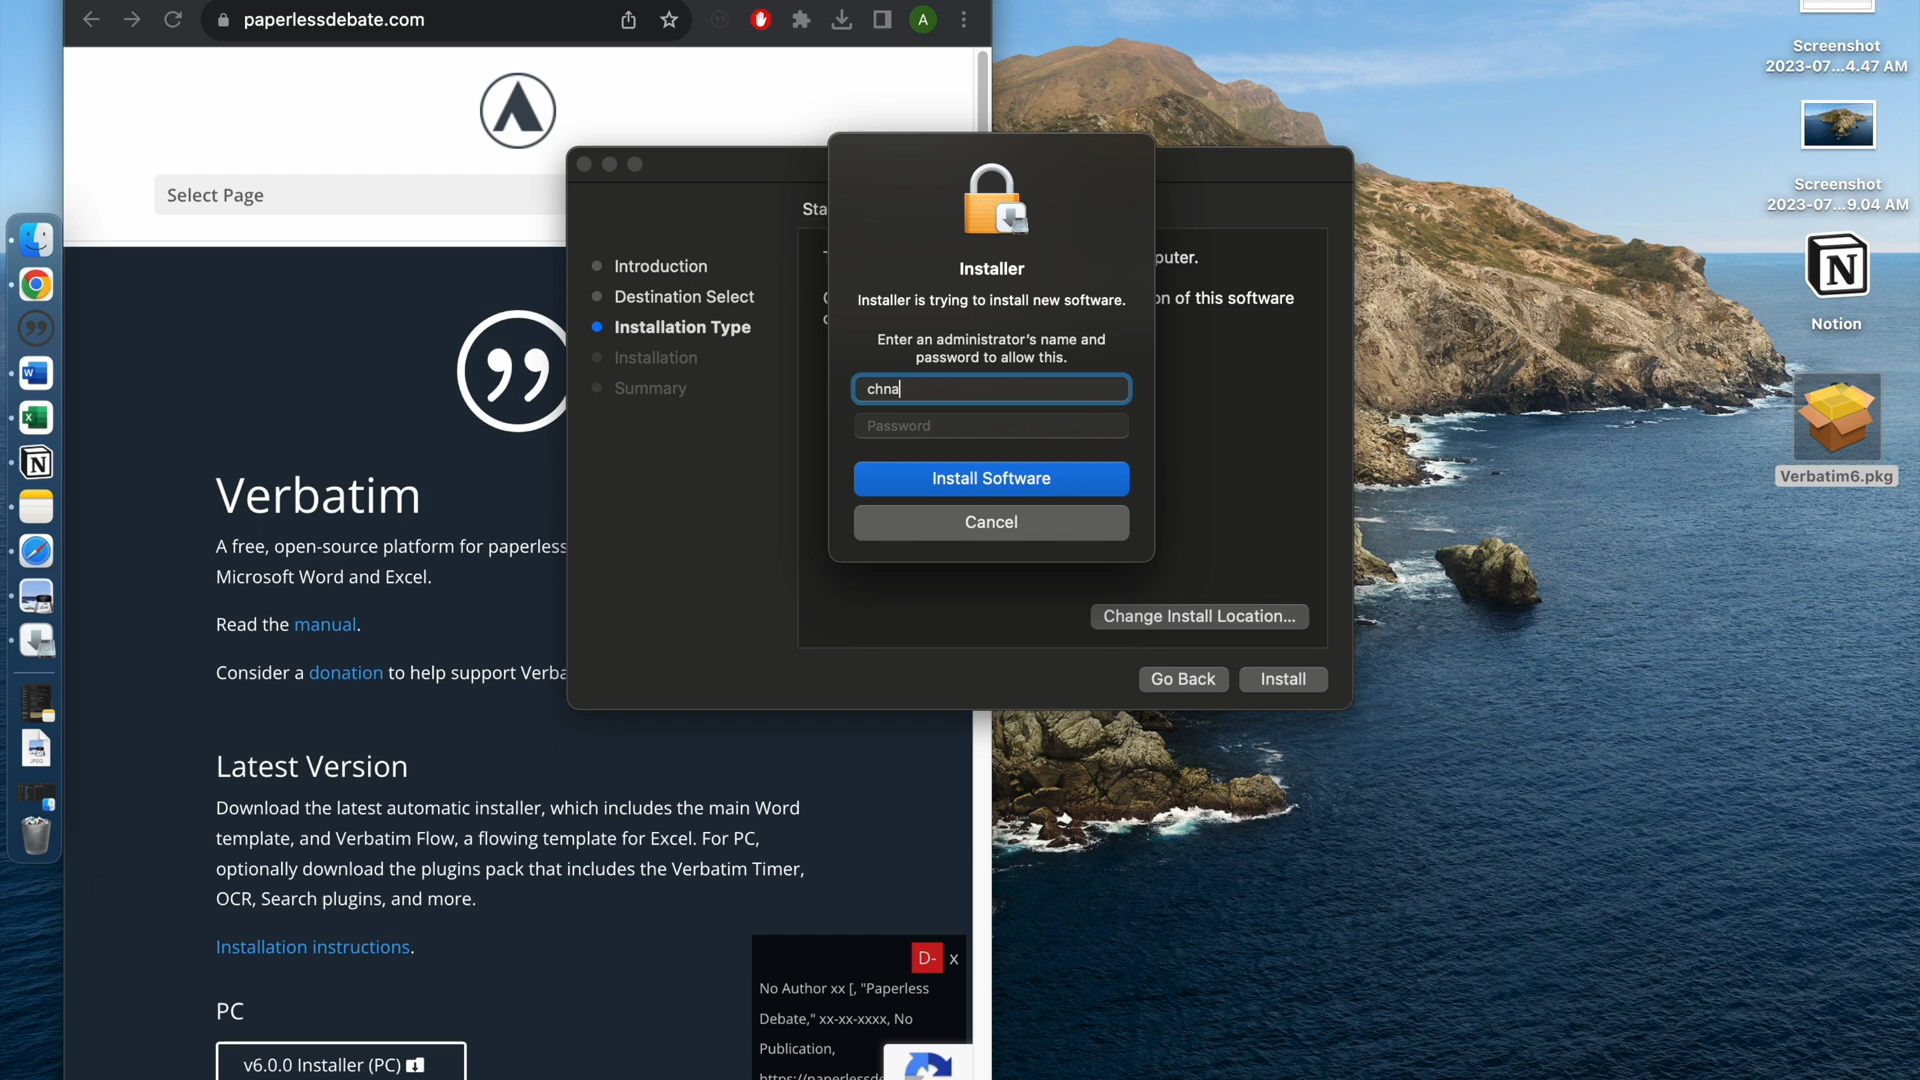 paperlessdebate.com
A
Select Page
Verbatim
A free, open-source platform for paperless
Microsoft Word and Excel.
Read the manual.
Consider a donation to help support Verba
Latest Version
Download the latest automatic installer, which includes the main Word
template, and Verbatim Flow, a flowing template for Excel. For PC,
optionally download the plugins pack that includes the Verbatim Timer,
OCR, Search plugins, and more.
Installation instructions.
PC
v6.0.0 Installer (PC)
D-
x
No Author xx [, "Paperless
Debate," xx-xx-xxxx, No
Publication,
https://paperlessde
Sta
Introduction
Destination Select
Installation Type
Installation
Summary
puter.
on of this software
Change Install Location...
Go Back
Install
Installer
Installer is trying to install new software.
Enter an administrator's name and
password to allow this.
chna
Password
Install Software
Cancel
Screenshot
2023-07...4.47 AM
Screenshot
2023-07...9.04 AM
Notion
Verbatim6.pkg
JPEG